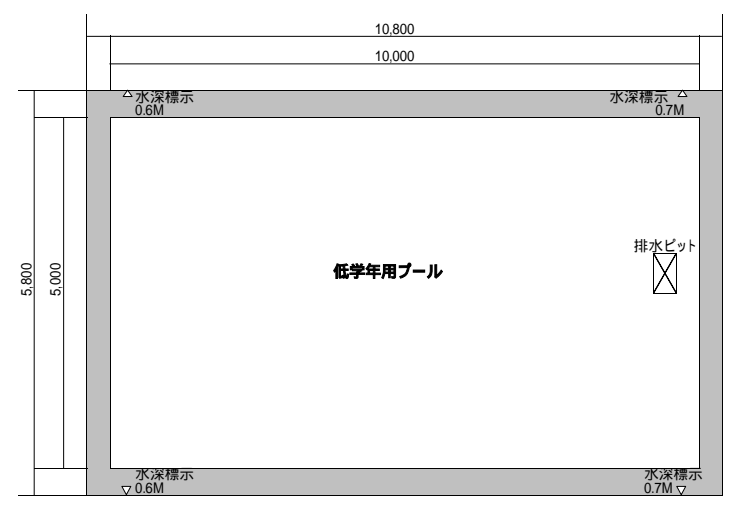 10,800
10,000
水深標示
0.6M
水深標示
0.7M
排水ピット
低学年用プール
5,800
5,000
水深標示
0.6M
水深標示
0.7M